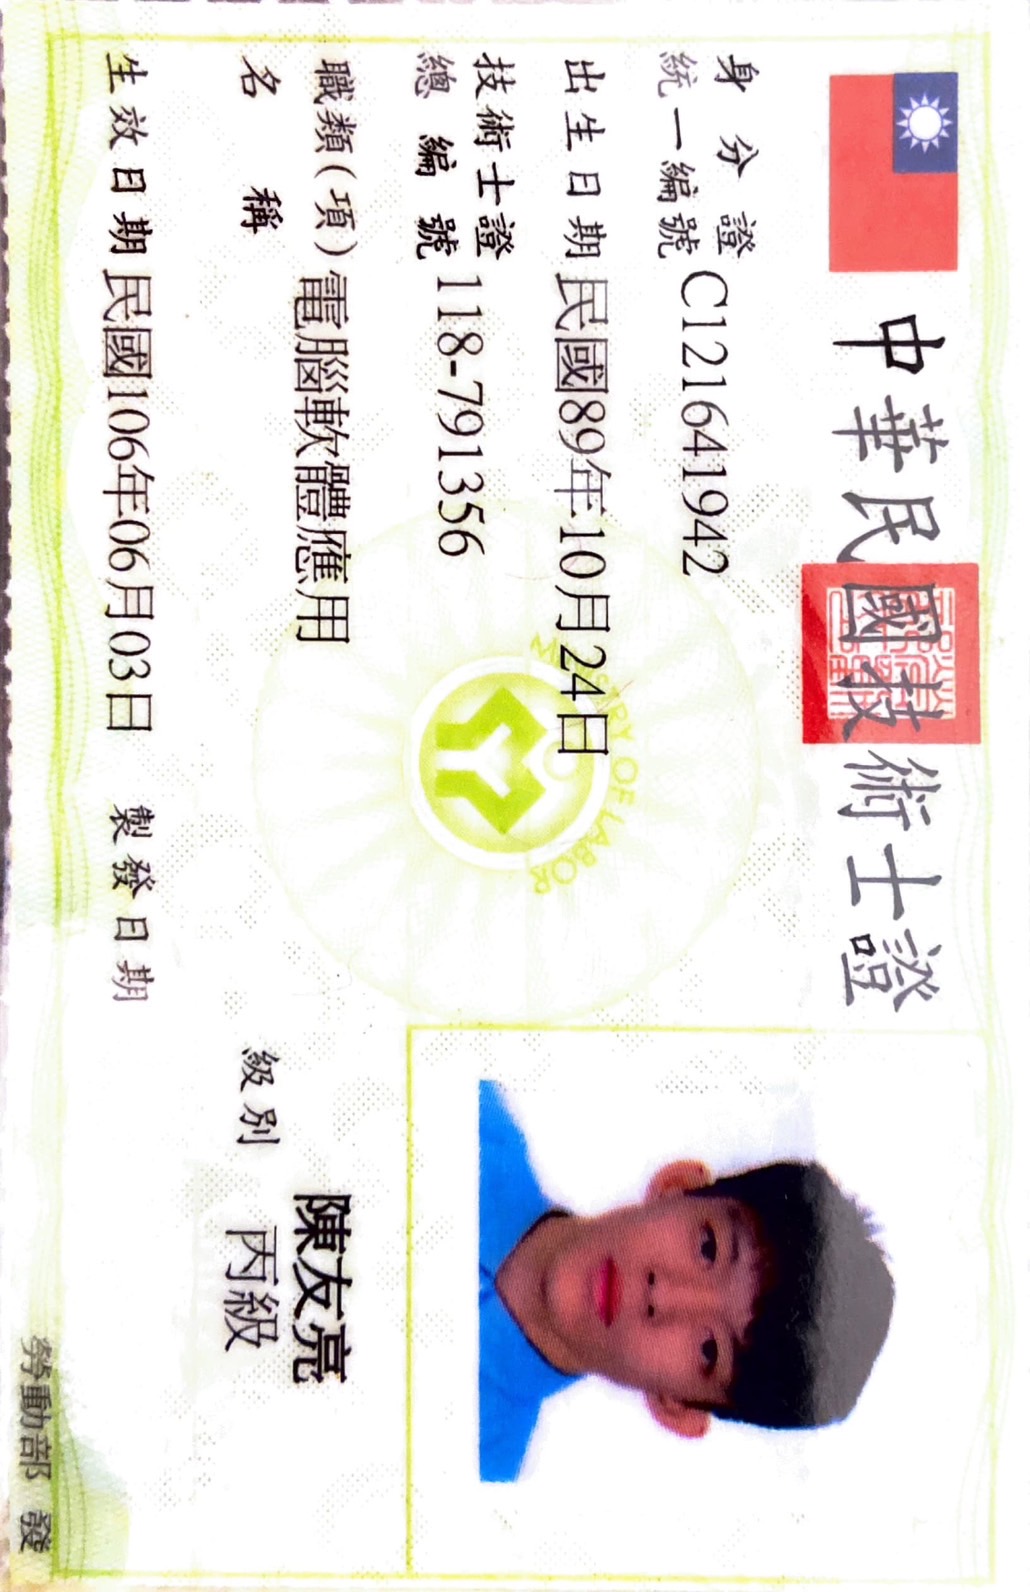 中華民國技術士證
身分證統一編號 C121641942
出生日期 民國89年10月24日
MINISTRY OF LABOR
技術士證總編號 118-791356
職類(項)名稱 電腦軟體應用
陳友亮
級別 丙級
生效日期 民國106年06月03日 製發日期
勞動部 發